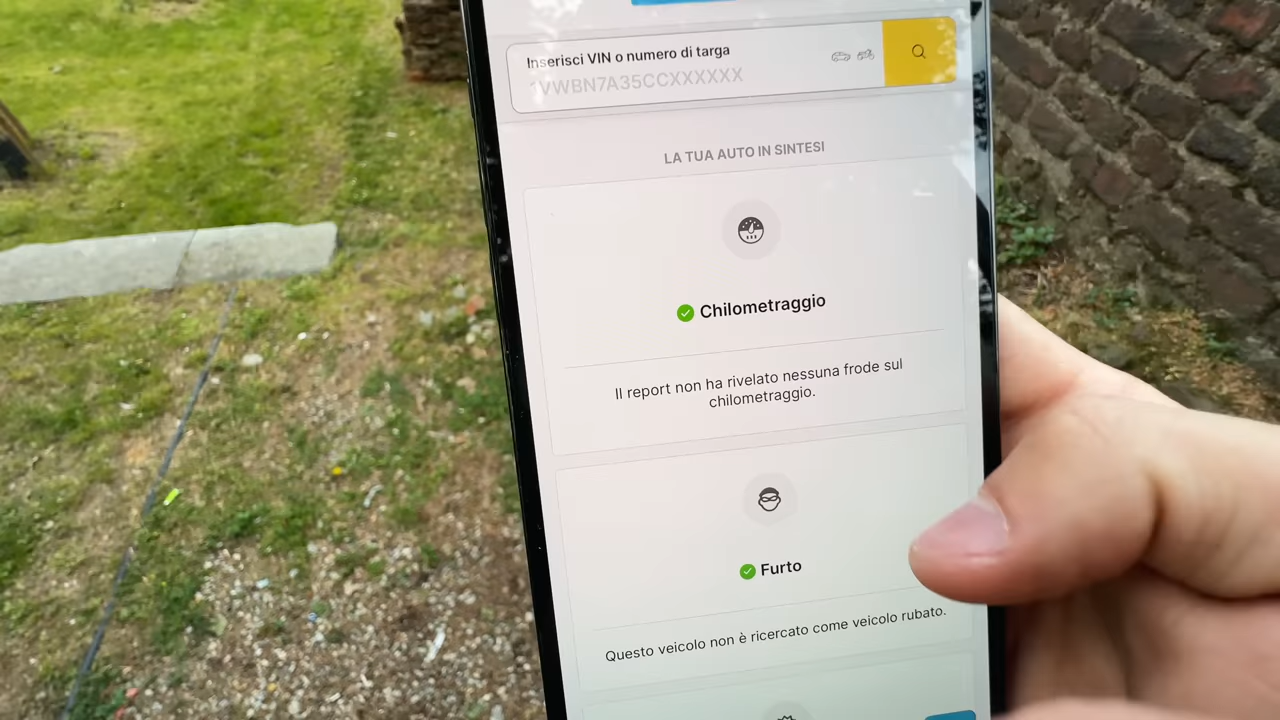 Inserisci VIN o numero di targa
1VWBN7A35CCXXXXXX
LA TUA AUTO IN SINTESI
Chilometraggio
Il report non ha rivelato nessuna frode sul
chilometraggio.
Furto
Questo veicolo non è ricercato come veicolo rubato.